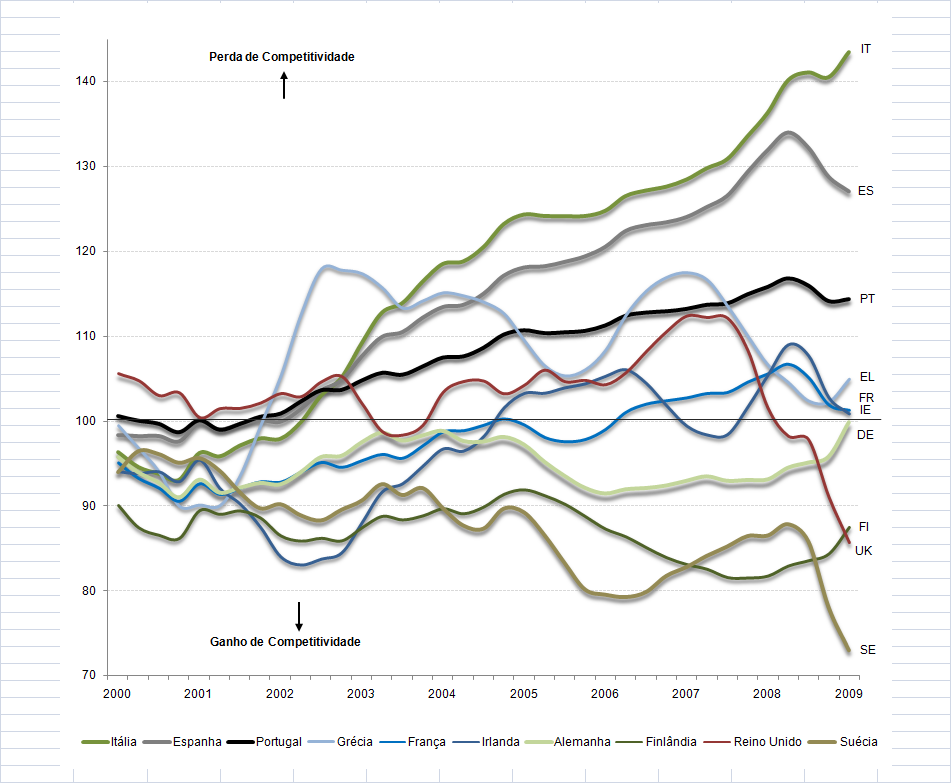 Perda de Competitividade
IT
140
130
ES
120
PT
110
EL
FR
IE
100
DE
90
FI
UK
80
Ganho de Competitividade
SE
70
2000 2001 2002 2003 2004 2005 2006 2007 2008 2009
Itália Espanha Portugal Grécia França Irlanda Alemanha Finlândia Reino Unido Suécia